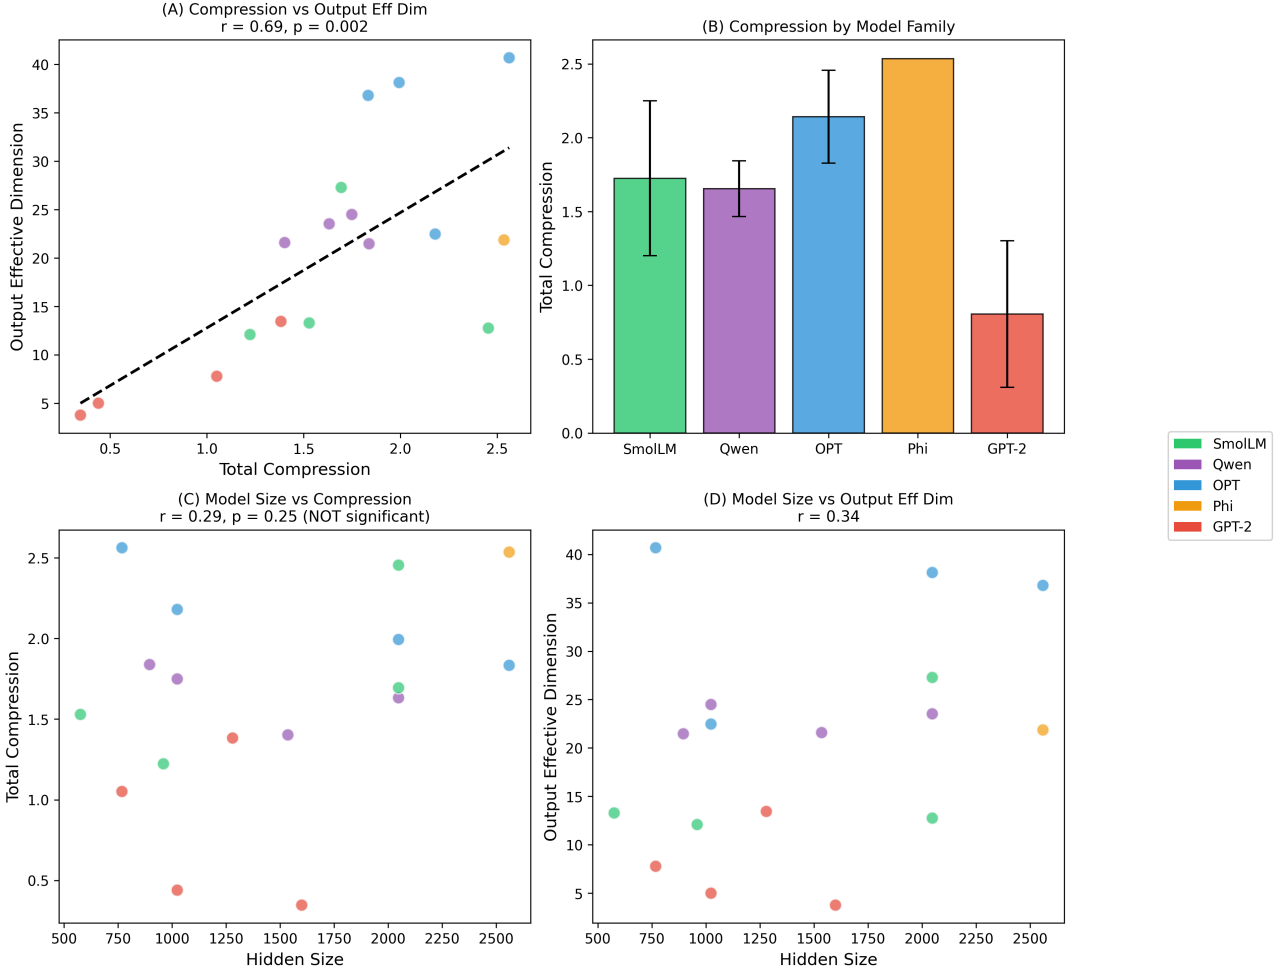 (A) Compression vs Output Eff Dim
r = 0.69, p = 0.002
40
35
30
25
20
15
10
5
Output Effective Dimension
0.5 1.0 1.5 2.0 2.5
Total Compression
(B) Compression by Model Family
2.5
2.0
1.5
1.0
0.5
0.0
Total Compression
SmolLM Qwen OPT Phi GPT-2
(C) Model Size vs Compression
r = 0.29, p = 0.25 (NOT significant)
2.5
2.0
1.5
1.0
0.5
Total Compression
500 750 1000 1250 1500 1750 2000 2250 2500
Hidden Size
(D) Model Size vs Output Eff Dim
r = 0.34
40
35
30
25
20
15
10
5
Output Effective Dimension
500 750 1000 1250 1500 1750 2000 2250 2500
Hidden Size
SmolLM
Qwen
OPT
Phi
GPT-2